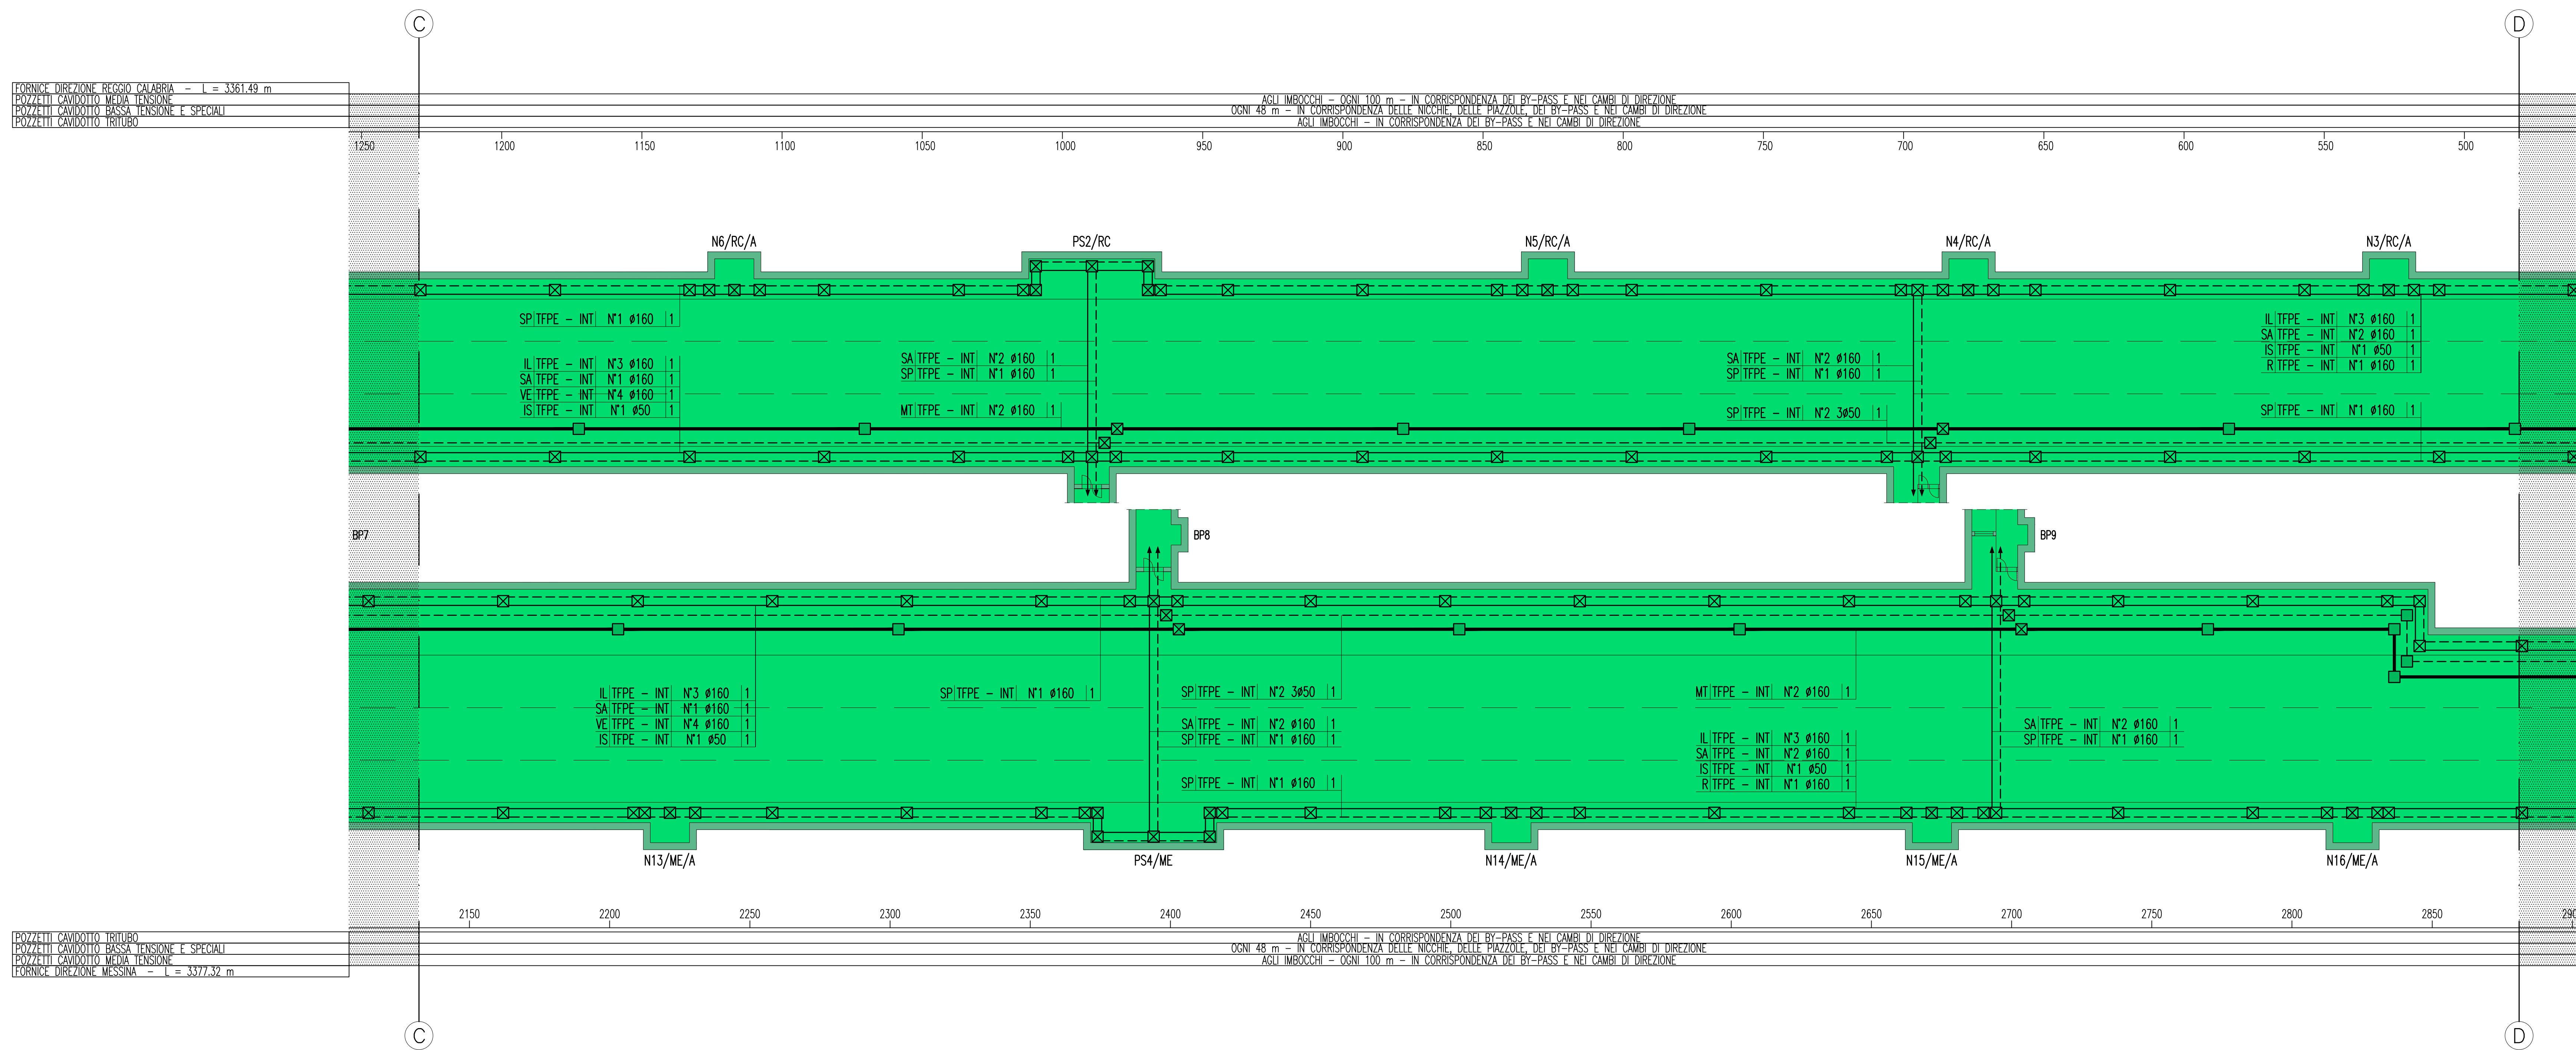 C
D
FORNICE DIREZIONE REGGIO CALABRIA - L = 3361.49 m
POZZETTI CAVIDOTTO MEDIA TENSIONE
AGLI IMBOCCHI - OGNI 100 m - IN CORRISPONDENZA DEI BY-PASS E NEI CAMBI DI DIREZIONE
POZZETTI CAVIDOTTO BASSA TENSIONE E SPECIALI
OGNI 48 m - IN CORRISPONDENZA DELLE NICCHIE, DELLE PIAZZOLE, DEI BY-PASS E NEI CAMBI DI DIREZIONE
POZZETTI CAVIDOTTO TRITUBO
AGLI IMBOCCHI - IN CORRISPONDENZA DEI BY-PASS E NEI CAMBI DI DIREZIONE
1250 1200 1150 1100 1050 1000 950 900 850 800 750 700 650 600 550 500
N6/RC/A
PS2/RC
N5/RC/A
N4/RC/A
N3/RC/A
SP TFPE - INT N°1 ø160 1
IL TFPE - INT N°3 ø160 1
SA TFPE - INT N°1 ø160 1
VE TFPE - INT N°4 ø160 1
IS TFPE - INT N°1 ø50 1
SA TFPE - INT N°2 ø160 1
SP TFPE - INT N°1 ø160 1
MT TFPE - INT N°2 ø160 1
SA TFPE - INT N°2 ø160 1
SP TFPE - INT N°1 ø160 1
SP TFPE - INT N°2 3ø50 1
IL TFPE - INT N°3 ø160 1
SA TFPE - INT N°2 ø160 1
IS TFPE - INT N°1 ø50 1
R TFPE - INT N°1 ø160 1
SP TFPE - INT N°1 ø160 1
BP7
BP8
BP9
IL TFPE - INT N°3 ø160 1
SA TFPE - INT N°1 ø160 1
VE TFPE - INT N°4 ø160 1
IS TFPE - INT N°1 ø50 1
SP TFPE - INT N°1 ø160 1
SP TFPE - INT N°2 3ø50 1
SA TFPE - INT N°2 ø160 1
SP TFPE - INT N°1 ø160 1
SP TFPE - INT N°1 ø160 1
MT TFPE - INT N°2 ø160 1
IL TFPE - INT N°3 ø160 1
SA TFPE - INT N°2 ø160 1
IS TFPE - INT N°1 ø50 1
R TFPE - INT N°1 ø160 1
SA TFPE - INT N°2 ø160 1
SP TFPE - INT N°1 ø160 1
N13/ME/A
PS4/ME
N14/ME/A
N15/ME/A
N16/ME/A
2150 2200 2250 2300 2350 2400 2450 2500 2550 2600 2650 2700 2750 2800 2850
POZZETTI CAVIDOTTO TRITUBO
AGLI IMBOCCHI - IN CORRISPONDENZA DEI BY-PASS E NEI CAMBI DI DIREZIONE
POZZETTI CAVIDOTTO BASSA TENSIONE E SPECIALI
OGNI 48 m - IN CORRISPONDENZA DELLE NICCHIE, DELLE PIAZZOLE, DEI BY-PASS E NEI CAMBI DI DIREZIONE
POZZETTI CAVIDOTTO MEDIA TENSIONE
AGLI IMBOCCHI - OGNI 100 m - IN CORRISPONDENZA DEI BY-PASS E NEI CAMBI DI DIREZIONE
FORNICE DIREZIONE MESSINA - L = 3377.32 m
C
D